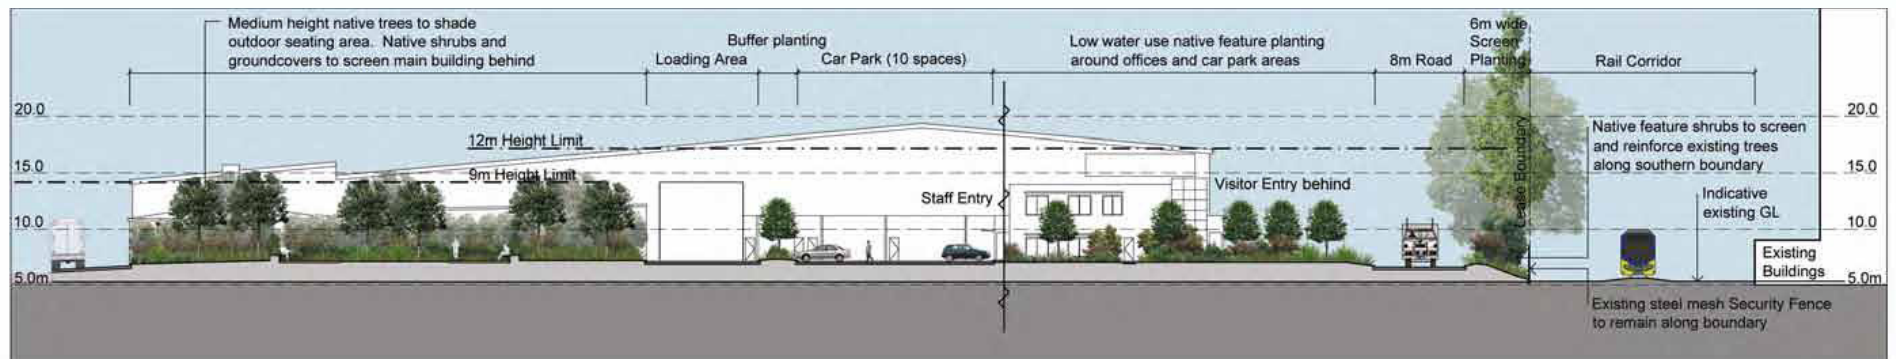 Medium height native trees to shade
outdoor seating area. Native shrubs and
groundcovers to screen main building behind
Buffer planting
Loading Area
Car Park (10 spaces)
Low water use native feature planting
around offices and car park areas
8m Road
6m wide
Screen
Planting
Rail Corridor
20.0
20.0
12m Height Limit
15.0
15.0
9m Height Limit
10.0
10.0
5.0m
5.0m
Staff Entry
Visitor Entry behind
Lease Boundary
Native feature shrubs to screen
and reinforce existing trees
along southern boundary
Indicative
existing GL
Existing
Buildings
Existing steel mesh Security Fence
to remain along boundary